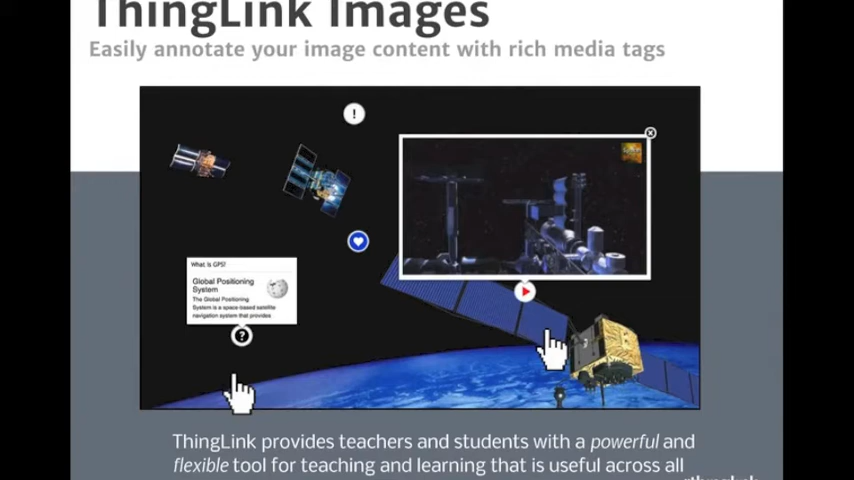 ThingLink Images
Easily annotate your image content with rich media tags
!
What is GPS?
Global Positioning
System
The Global Positioning
System is a space-based satellite
navigation system that provides
?
ThingLink provides teachers and students with a powerful and
flexible tool for teaching and learning that is useful across all